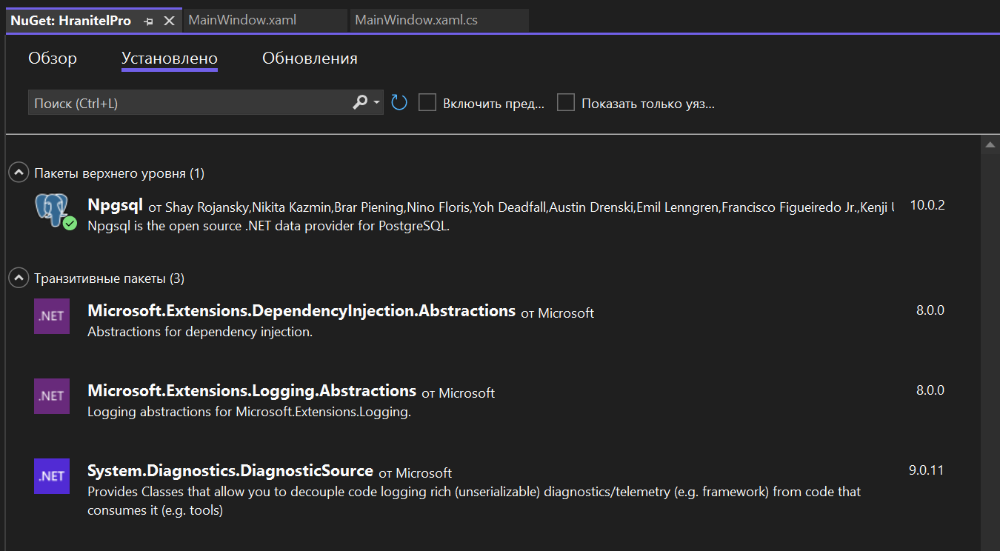 NuGet: HranitelPro MainWindow.xaml MainWindow.xaml.cs
Обзор Установлено Обновления
Поиск (Ctrl+L) Включить пред... Показать только уяз...
Пакеты верхнего уровня (1)
Npgsql от Shay Rojansky,Nikita Kazmin,Brar Piening,Nino Floris,Yoh Deadfall,Austin Drenski,Emil Lenngren,Francisco Figueiredo Jr.,Kenji 10.0.2
Npgsql is the open source .NET data provider for PostgreSQL.
Транзитивные пакеты (3)
.NET Microsoft.Extensions.DependencyInjection.Abstractions от Microsoft 8.0.0
Abstractions for dependency injection.
.NET Microsoft.Extensions.Logging.Abstractions от Microsoft 8.0.0
Logging abstractions for Microsoft.Extensions.Logging.
.NET System.Diagnostics.DiagnosticSource от Microsoft 9.0.11
Provides Classes that allow you to decouple code logging rich (unserializable) diagnostics/telemetry (e.g. framework) from code that
consumes it (e.g. tools)